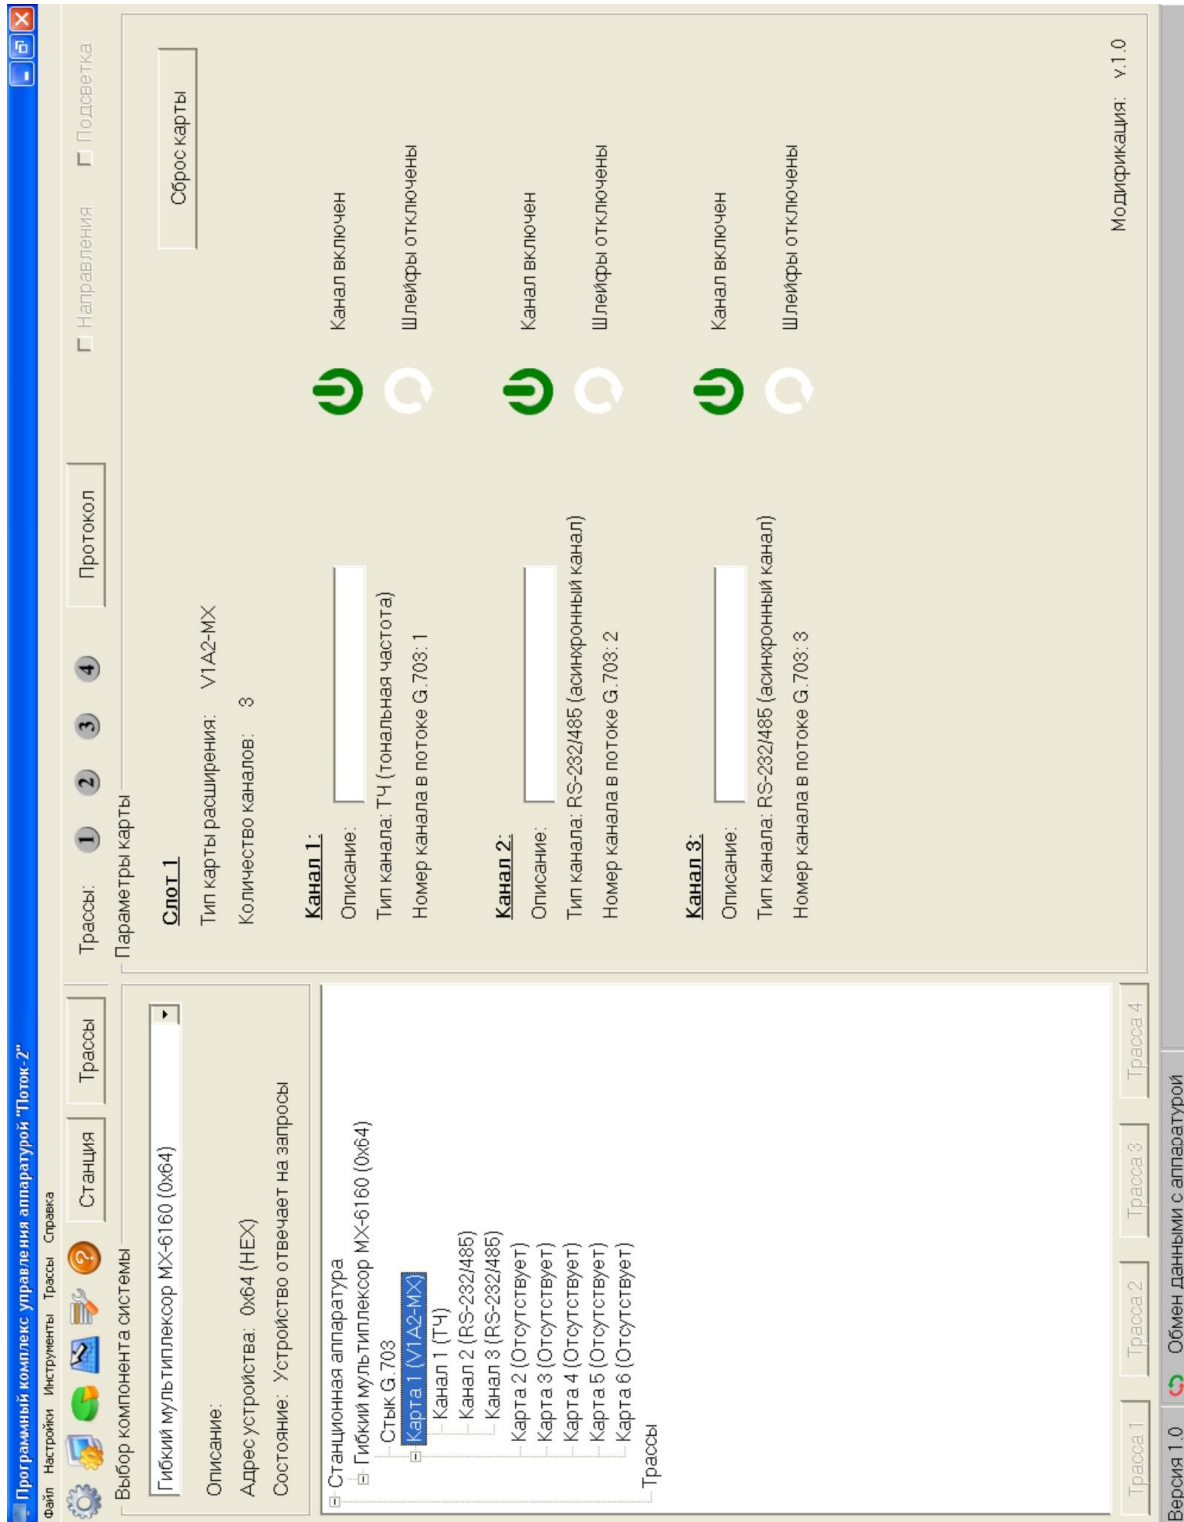 Программный комплекс управления аппаратурой "Поток-2"
Файл Настройки Инструменты Трассы Справка
Станция Трассы Трассы: 1 2 3 4 Протокол Направления Подсветка
Выбор компонента системы
Гибкий мультиплексор MX-6160 (0x64)
Описание:
Адрес устройства: 0x64 (HEX)
Состояние: Устройство отвечает на запросы
Станционная аппаратура
Гибкий мультиплексор MX-6160 (0x64)
Стык G.703
Карта 1 (V1A2-MX)
Канал 1 (ТЧ)
Канал 2 (RS-232/485)
Канал 3 (RS-232/485)
Карта 2 (Отсутствует)
Карта 3 (Отсутствует)
Карта 4 (Отсутствует)
Карта 5 (Отсутствует)
Карта 6 (Отсутствует)
Трассы
Трасса 1 Трасса 2 Трасса 3 Трасса 4
Параметры карты
Слот 1
Сброс карты
Тип карты расширения: V1A2-MX
Количество каналов: 3
Канал 1:
Описание:
Канал включен
Тип канала: ТЧ (тональная частота)
Номер канала в потоке G.703: 1
Шлейфы отключены
Канал 2:
Описание:
Канал включен
Тип канала: RS-232/485 (асинхронный канал)
Номер канала в потоке G.703: 2
Шлейфы отключены
Канал 3:
Описание:
Канал включен
Тип канала: RS-232/485 (асинхронный канал)
Номер канала в потоке G.703: 3
Шлейфы отключены
Модификация: v.1.0
Версия 1.0 Обмен данными с аппаратурой